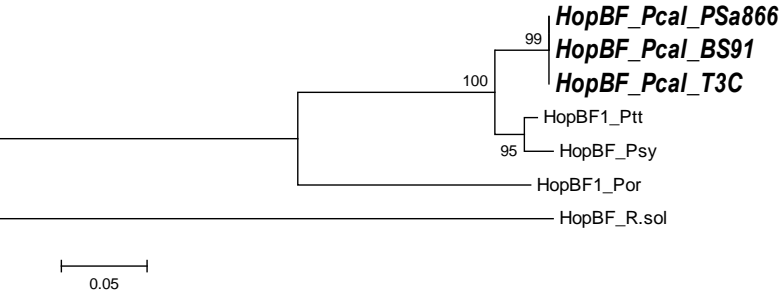 HopBF_Pcal_PSa866
99
HopBF_Pcal_BS91
HopBF_Pcal_T3C
100
HopBF1_Ptt
95
HopBF_Psy
HopBF1_Por
HopBF_R.sol
0.05